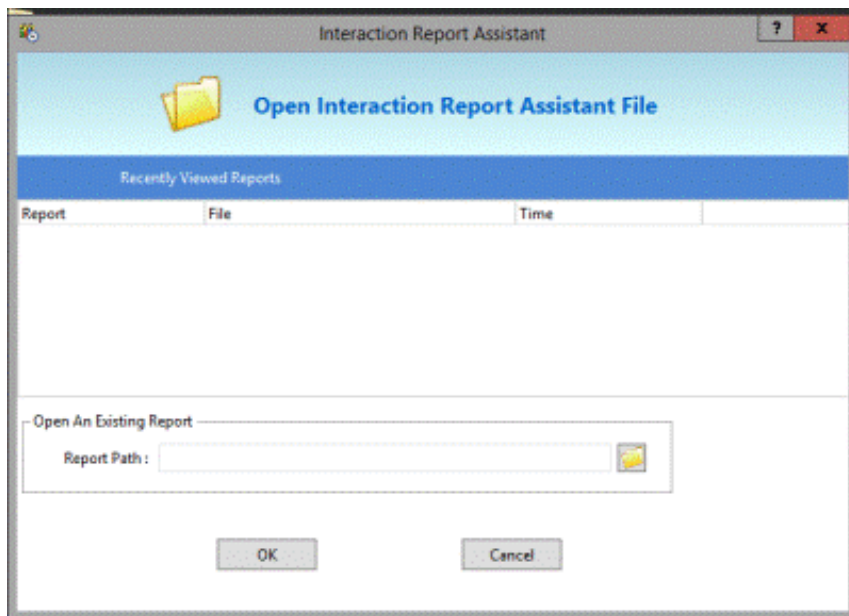 Interaction Report Assistant
? x
Open Interaction Report Assistant File
Recently Viewed Reports
Report File Time
Open An Existing Report
Report Path :
OK Cancel